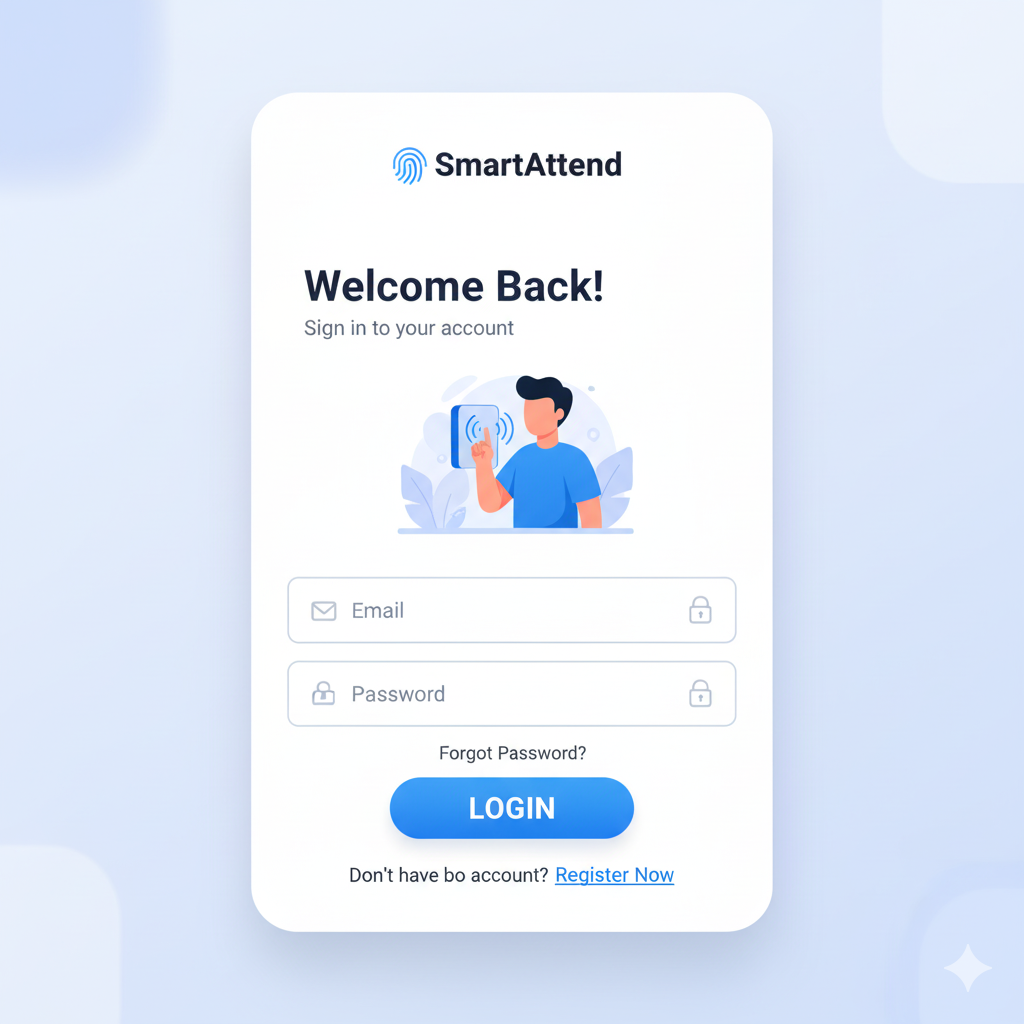 SmartAttend
Welcome Back!
Sign in to your account
Email
Password
Forgot Password?
LOGIN
Don't have bo account? Register Now